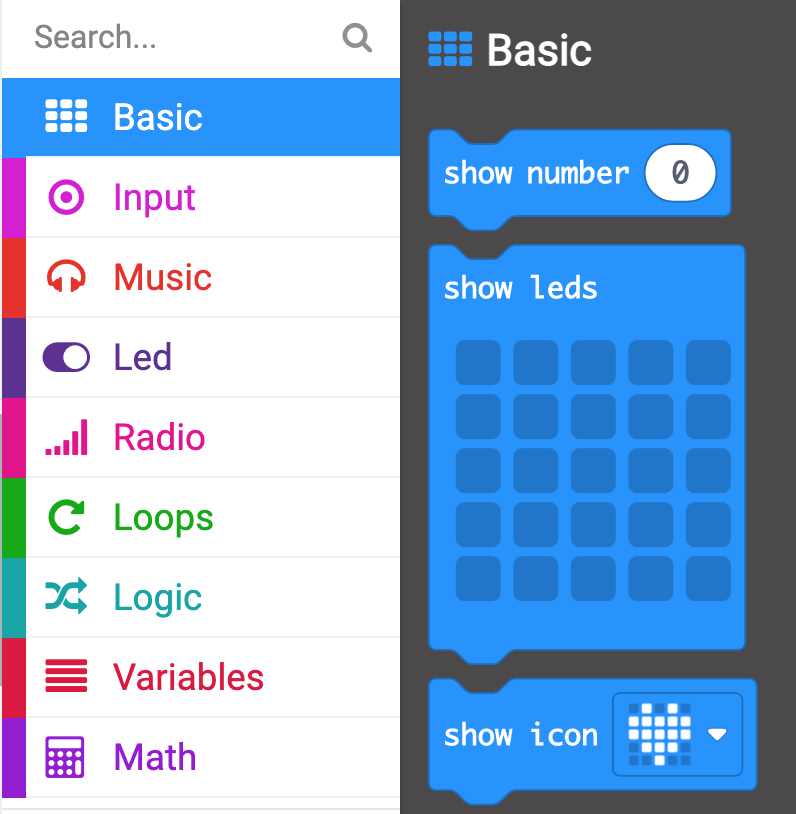 Search...
Basic
Input
Music
Led
Radio
Loops
Logic
Variables
Math
Basic
show number 0
show leds
show icon